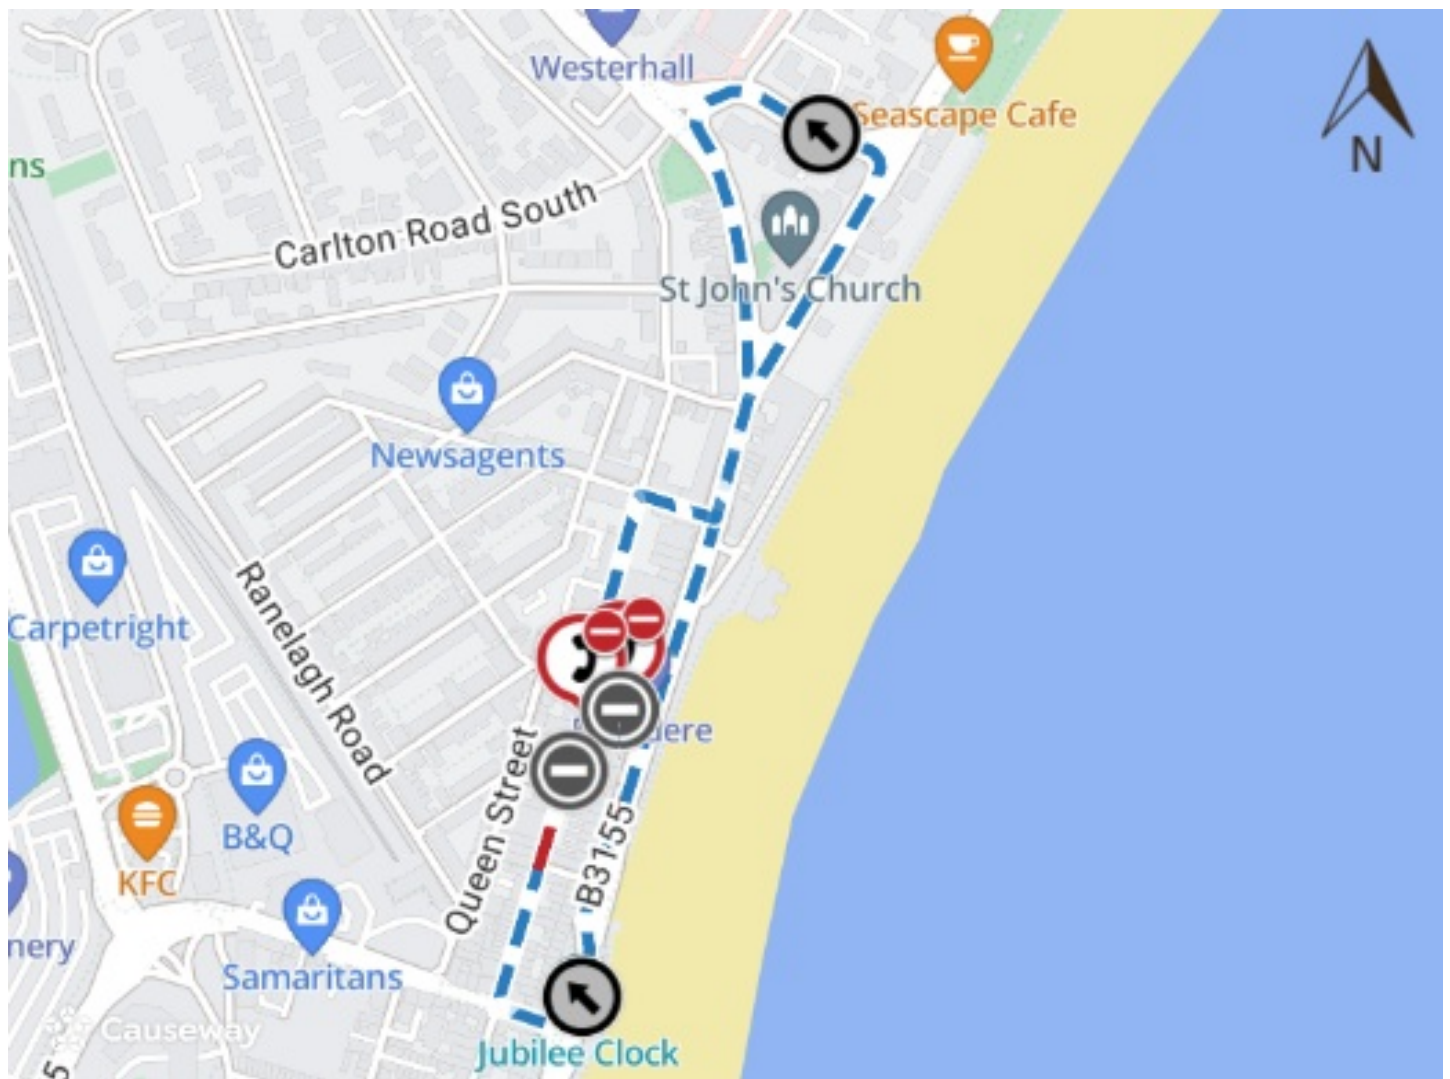 Westerhall
Seascape Cafe
N
ns
Carlton Road South
St John's Church
Newsagents
Carpetright
Ranelagh Road
Queen Street
B&Q
B3155
KFC
nery
Samaritans
Causeway
Jubilee Clock
5